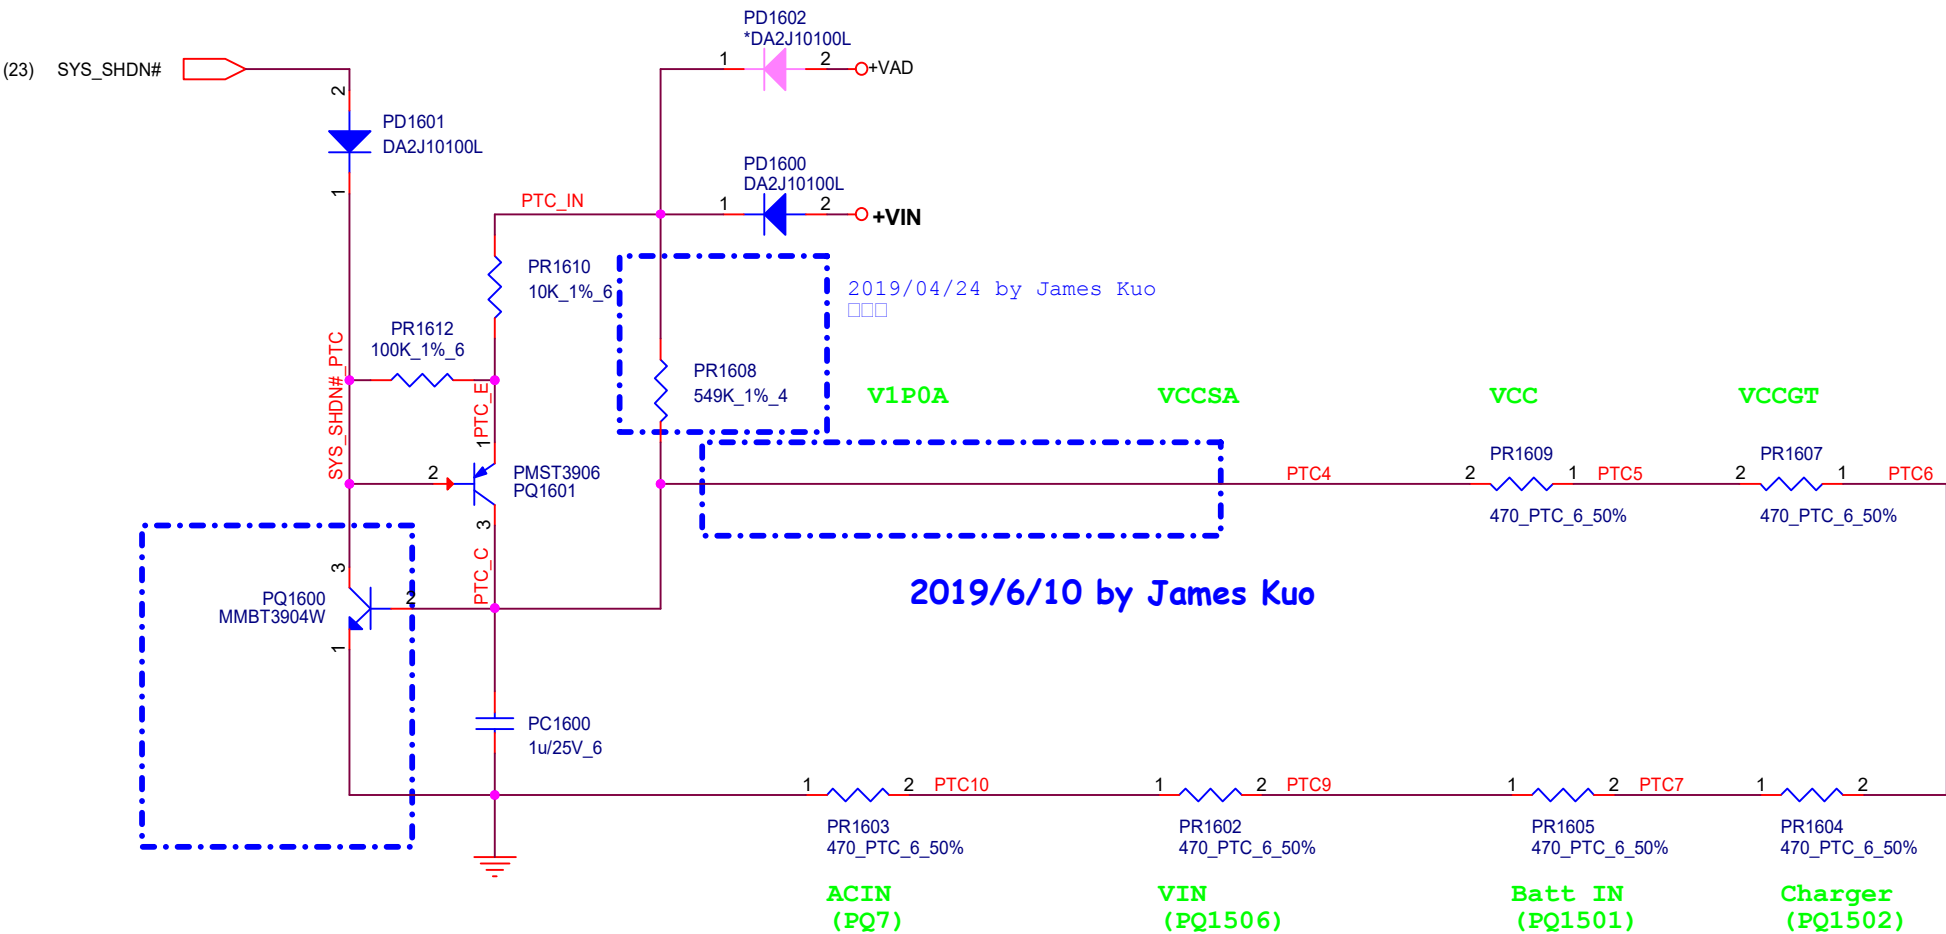 PD1602
*DA2J10100L
1
2
+VAD
(23) SYS_SHDN#
2
PD1601
DA2J10100L
1
PD1600
DA2J10100L
PTC_IN
1
2
+VIN
PR1610
10K_1%_6
2019/04/24 by James Kuo
□□□
PR1612
100K_1%_6
SYS_SHDN#_PTC
PTC_E
PR1608
549K_1%_4
V1P0A
VCCSA
VCC
VCCGT
1
2
PMST3906
PQ1601
3
PTC4
2
PR1609
1
470_PTC_6_50%
PTC5
2
PR1607
1
470_PTC_6_50%
PTC6
3
PQ1600
MMBT3904W
2
1
PTC_C
2019/6/10 by James Kuo
PC1600
1u/25V_6
1
2
PTC10
1
2
PTC9
1
2
PTC7
1
2
PR1603
470_PTC_6_50%
PR1602
470_PTC_6_50%
PR1605
470_PTC_6_50%
PR1604
470_PTC_6_50%
ACIN
(PQ7)
VIN
(PQ1506)
Batt IN
(PQ1501)
Charger
(PQ1502)